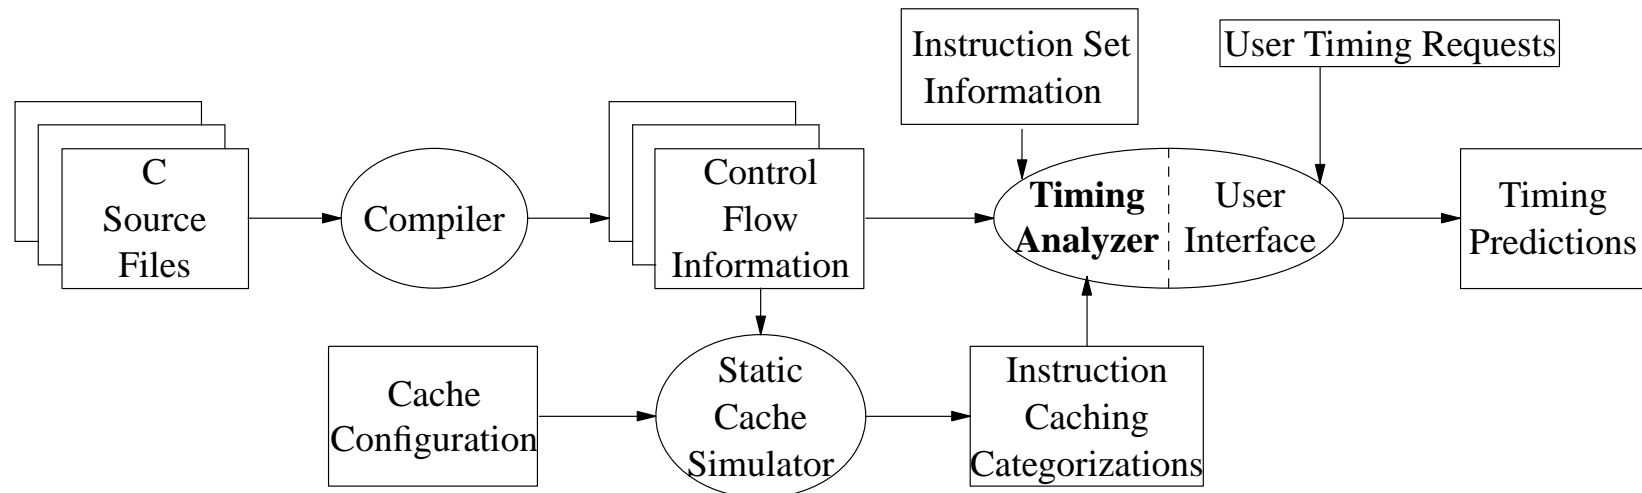 Instruction Set
Information
User Timing Requests
C
Source
Files
Compiler
Control
Flow
Information
Timing
Analyzer
User
Interface
Timing
Predictions
Cache
Configuration
Static
Cache
Simulator
Instruction
Caching
Categorizations